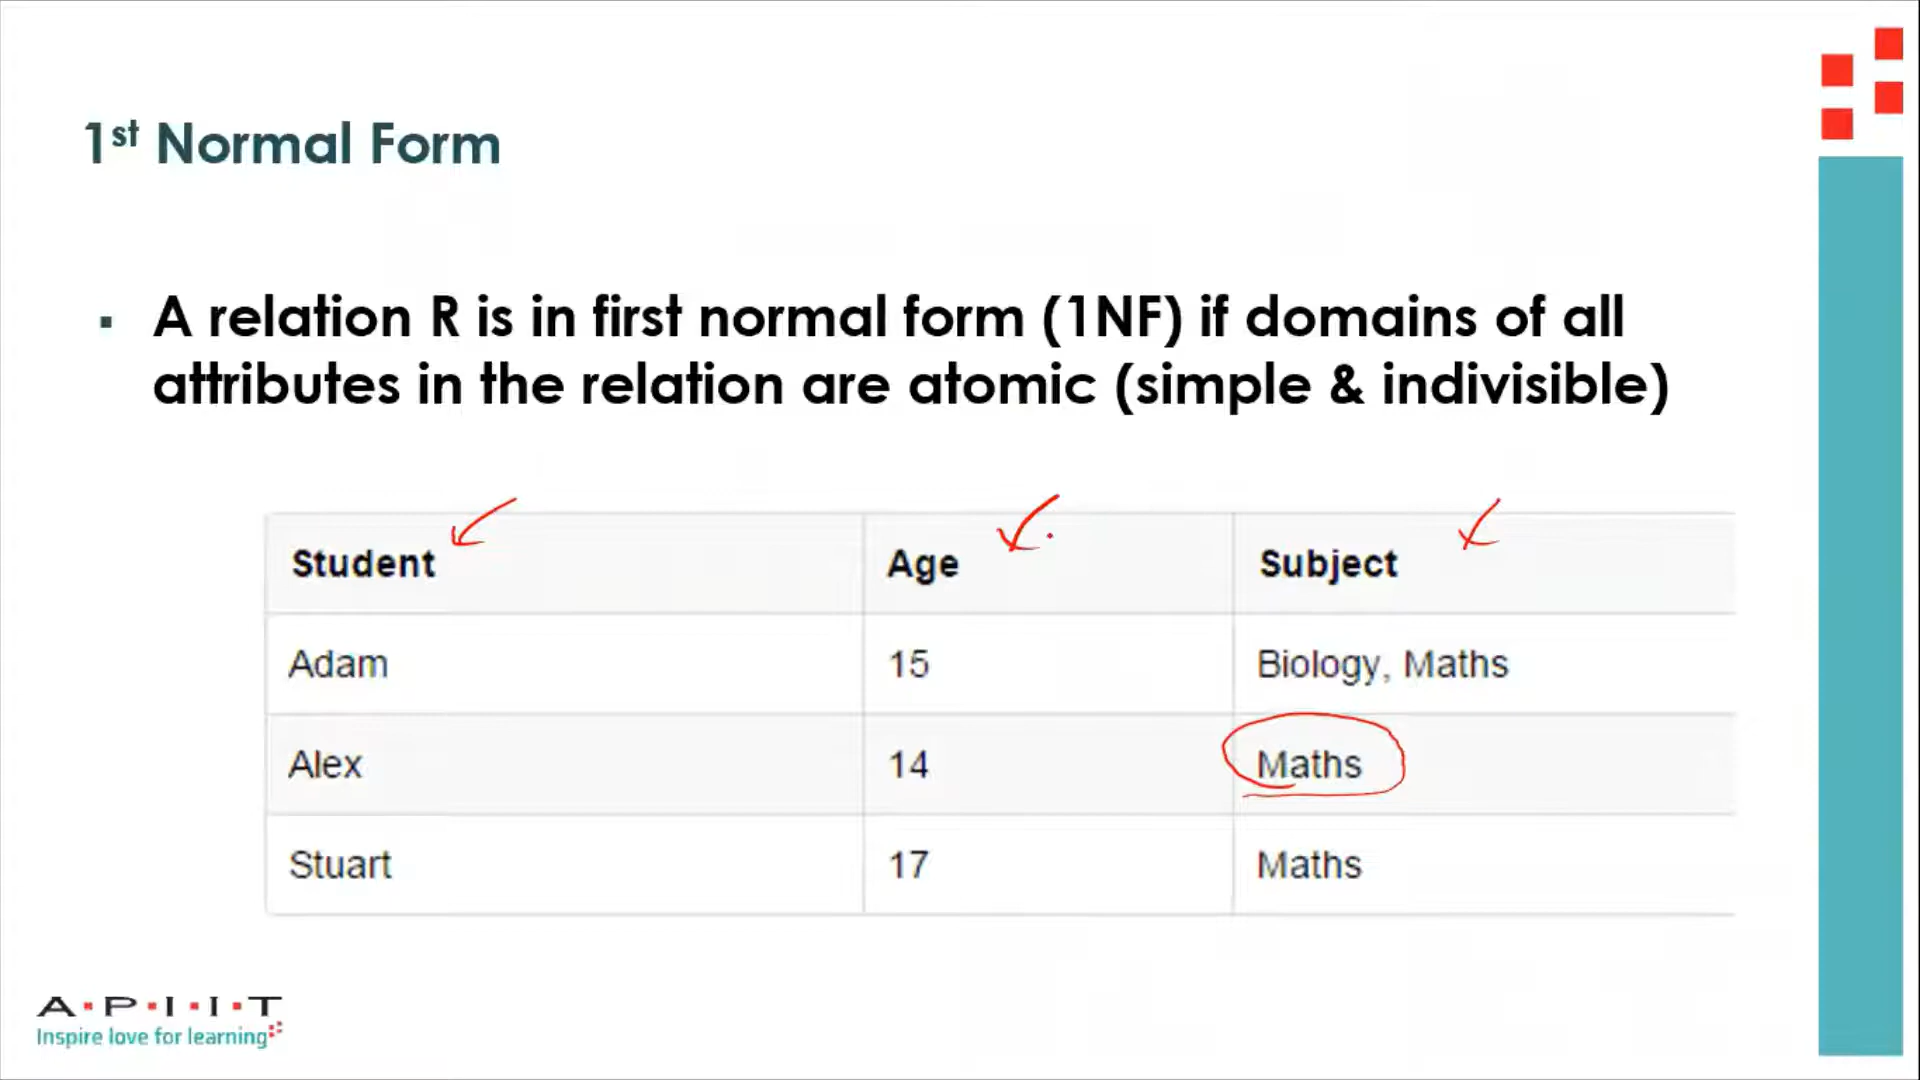 1st Normal Form
▪ A relation R is in first normal form (1NF) if domains of all
attributes in the relation are atomic (simple & indivisible)
Student Age Subject
Adam 15 Biology, Maths
Alex 14 Maths
Stuart 17 Maths
A·P·I·I·T
Inspire love for learning